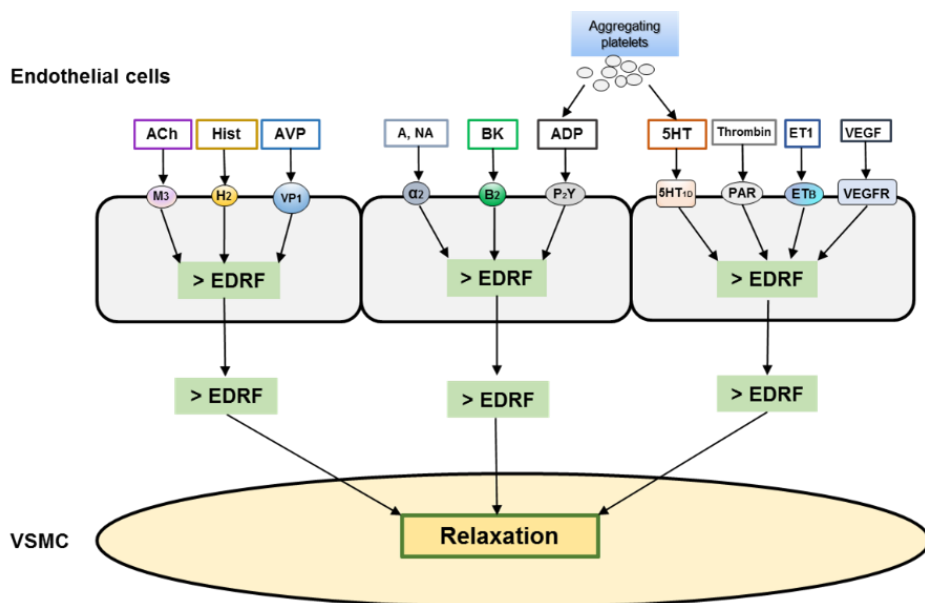 Aggregating
platelets
Endothelial cells
ACh
Hist
AVP
A, NA
BK
ADP
5HT
Thrombin
ET1
VEGF
M3
H2
VP1
α2
B2
P2Y
5HT1D
PAR
ETB
VEGFR
> EDRF
> EDRF
> EDRF
> EDRF
> EDRF
> EDRF
Relaxation
VSMC